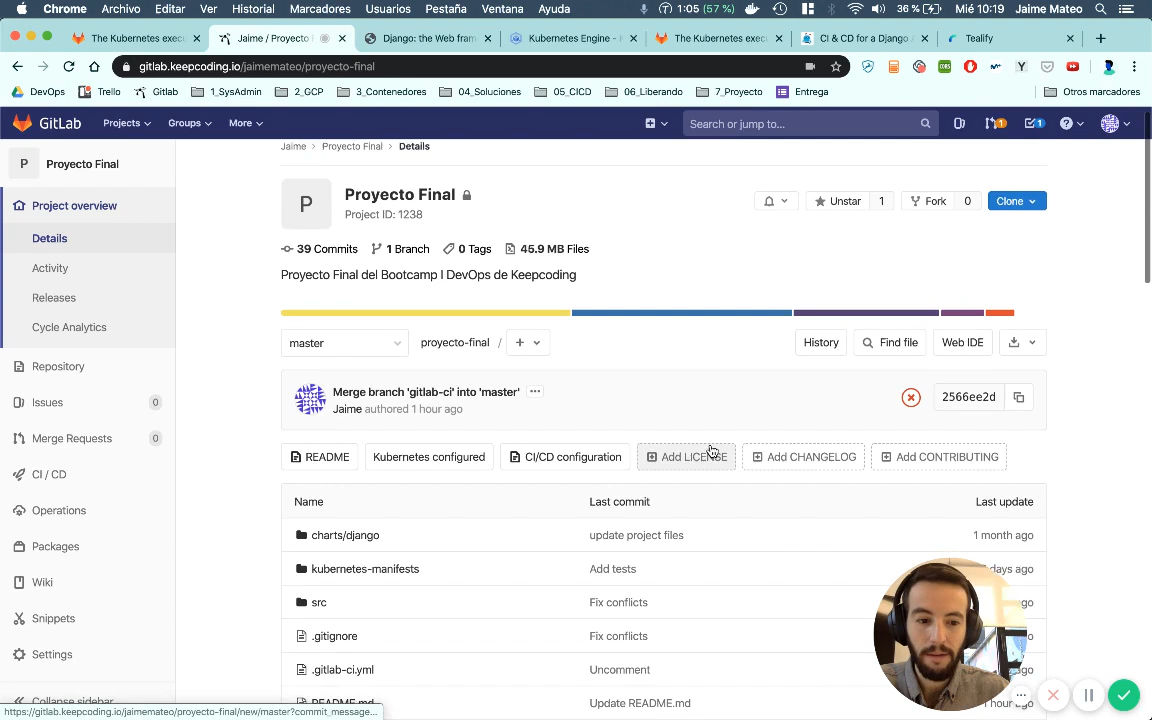 Chrome Archivo Editar Ver Historial Marcadores Usuarios Pestaña Ventana Ayuda 1:05 (57 %) 36 % Mié 10:19 Jaime Mateo
The Kubernetes exec Jaime / Proyecto F Django: the Web fram Kubernetes Engine - K The Kubernetes exec CI & CD for a Django A Tealify
gitlab.keepcoding.io/jaimemateo/proyecto-final
DevOps Trello Gitlab 1_SysAdmin 2_GCP 3_Contenedores 04_Soluciones 05_CICD 06_Liberando 7_Proyecto Entrega Otros marcadores
GitLab Projects Groups More Search or jump to... 1 1
P Proyecto Final
Project overview
Details
Activity
Releases
Cycle Analytics
Repository
Issues 0
Merge Requests 0
CI / CD
Operations
Packages
Wiki
Snippets
Settings
Collapse sidebar
Jaime > Proyecto Final > Details
P Proyecto Final
Project ID: 1238
Unstar 1 Fork 0 Clone
39 Commits 1 Branch 0 Tags 45.9 MB Files
Proyecto Final del Bootcamp I DevOps de Keepcoding
master proyecto-final / + History Find file Web IDE
Merge branch 'gitlab-ci' into 'master' ...
Jaime authored 1 hour ago
2566ee2d
README Kubernetes configured CI/CD configuration Add LICENSE Add CHANGELOG Add CONTRIBUTING
Name Last commit Last update
charts/django update project files 1 month ago
kubernetes-manifests Add tests days ago
src Fix conflicts go
.gitignore Fix conflicts
.gitlab-ci.yml Uncomment go
README.md Update README.md 1 hour ago
https://gitlab.keepcoding.io/jaimemateo/proyecto-final/new/master?commit_message...